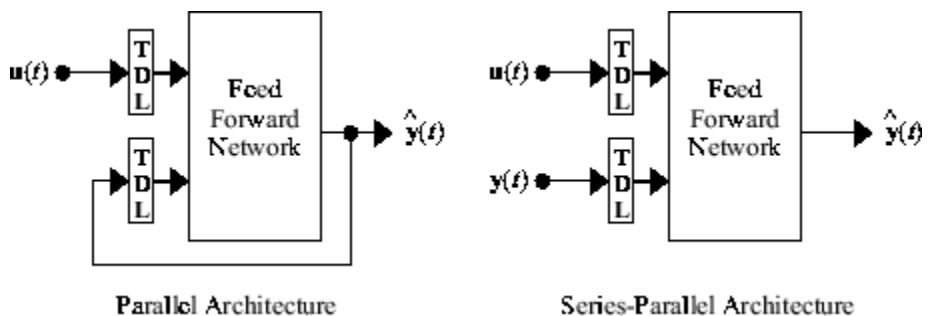 T
D
L
u(t)
Feed
Forward
Network
ŷ(t)
T
D
L
Parallel Architecture
T
D
L
u(t)
Feed
Forward
Network
ŷ(t)
y(t)
T
D
L
Series-Parallel Architecture